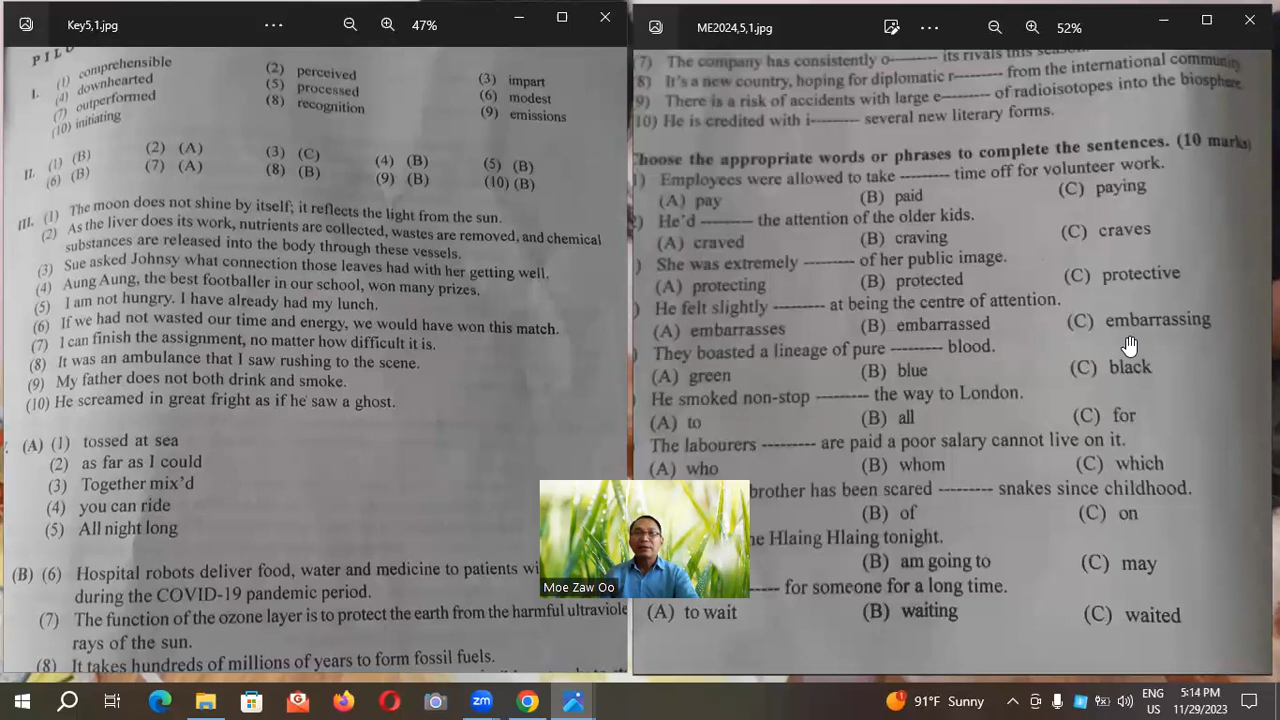 Key5,1.jpg
47%
PILO
I. (1) comprehensible (2) perceived (3) impart
(4) downhearted (5) processed (6) modest
(7) outperformed (8) recognition (9) emissions
(10) initiating
II. (1) (B) (2) (A) (3) (C) (4) (B) (5) (B)
(6) (B) (7) (A) (8) (B) (9) (B) (10) (B)
III. (1) The moon does not shine by itself; it reflects the light from the sun.
(2) As the liver does its work, nutrients are collected, wastes are removed, and chemical
substances are released into the body through these vessels.
(3) Sue asked Johnsy what connection those leaves had with her getting well.
(4) Aung Aung, the best footballer in our school, won many prizes.
(5) I am not hungry. I have already had my lunch.
(6) If we had not wasted our time and energy, we would have won this match.
(7) I can finish the assignment, no matter how difficult it is.
(8) It was an ambulance that I saw rushing to the scene.
(9) My father does not both drink and smoke.
(10) He screamed in great fright as if he saw a ghost.
(A) (1) tossed at sea
(2) as far as I could
(3) Together mix'd
(4) you can ride
(5) All night long
(B) (6) Hospital robots deliver food, water and medicine to patients wi
during the COVID-19 pandemic period.
(7) The function of the ozone layer is to protect the earth from the harmful ultraviole
rays of the sun.
(8) It takes hundreds of millions of years to form fossil fuels.
ME2024,5,1.jpg
52%
(7) The company has consistently o--------- its rivals this season.
(8) It's a new country, hoping for diplomatic r--------- from the international community
(9) There is a risk of accidents with large e--------- of radioisotopes into the biosphere
(10) He is credited with i--------- several new literary forms.
Choose the appropriate words or phrases to complete the sentences. (10 marks)
1) Employees were allowed to take --------- time off for volunteer work.
(A) pay (B) paid (C) paying
) He'd --------- the attention of the older kids.
(A) craved (B) craving (C) craves
) She was extremely --------- of her public image.
(A) protecting (B) protected (C) protective
) He felt slightly --------- at being the centre of attention.
(A) embarrasses (B) embarrassed (C) embarrassing
) They boasted a lineage of pure --------- blood.
(A) green (B) blue (C) black
He smoked non-stop --------- the way to London.
(A) to (B) all (C) for
The labourers --------- are paid a poor salary cannot live on it.
(A) who (B) whom (C) which
brother has been scared --------- snakes since childhood.
(B) of (C) on
Hlaing Hlaing tonight.
(B) am going to (C) may
----- for someone for a long time.
(A) to wait (B) waiting (C) waited
Moe Zaw Oo
zm
91°F Sunny
ENG
US
5:14 PM
11/29/2023